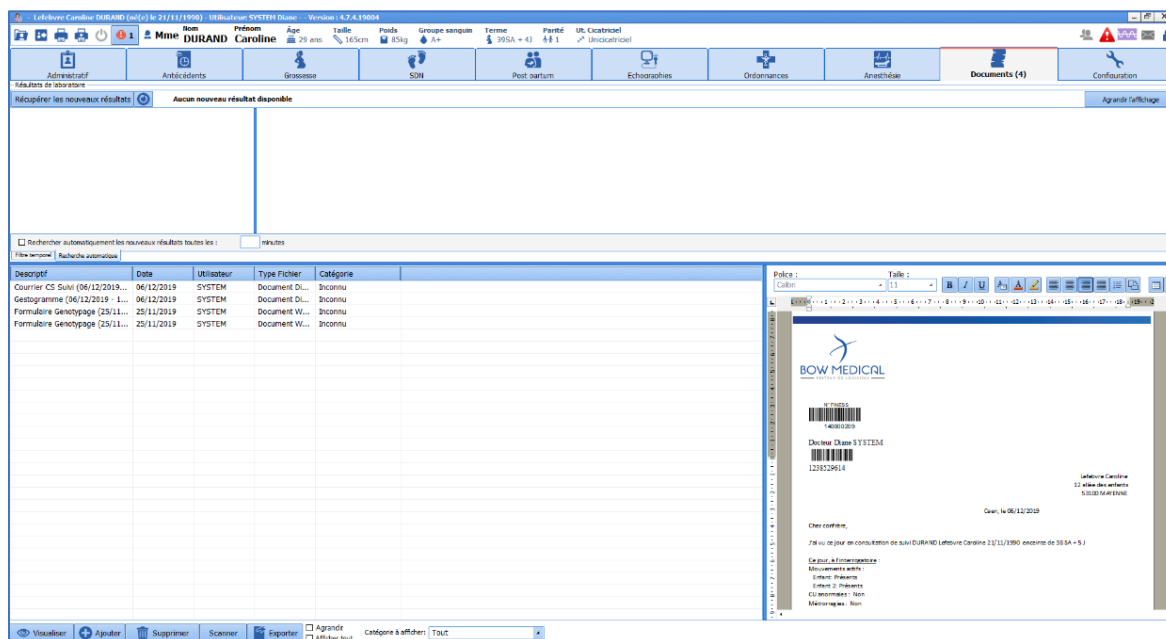 - Lefebvre Caroline DURAND (né(e) le 21/11/1990) - Utilisateur: SYSTEM Diane - - Version : 4.7.4.19004
1 Mme Nom DURAND Prénom Caroline Âge 29 ans Taille 165cm Poids 85kg Groupe sanguin A+ Terme 39SA + 4J Parité 1 Ut. Cicatriciel Unicicatriciel
Administratif Antécédents Grossesse SDN Post partum Echographies Ordonnances Anesthésie Documents (4) Configuration
Résultats de laboratoire
Récupérer les nouveaux résultats Aucun nouveau résultat disponible Agrandir l'affichage
Rechercher automatiquement les nouveaux résultats toutes les : minutes
Filtre temporel Recherche automatique
Descriptif Date Utilisateur Type Fichier Catégorie
Courrier CS Suivi (06/12/2019... 06/12/2019 SYSTEM Document Di... Inconnu
Gestogramme (06/12/2019 - 1... 06/12/2019 SYSTEM Document Di... Inconnu
Formulaire Genotypage (25/11... 25/11/2019 SYSTEM Document W... Inconnu
Formulaire Genotypage (25/11... 25/11/2019 SYSTEM Document W... Inconnu
Police : Taille :
Calibri 11 B I U
BOW MEDICAL
N° FINESS
140000209
Docteur Diane SYSTEM
1238529614
Lefebvre Caroline
12 allée des enfants
53100 MAYENNE
Caen, le 06/12/2019
Cher confrère,
J'ai vu ce jour en consultation de suivi DURAND Lefebvre Caroline 21/11/1990 enceinte de 38 SA + 5 J
Ce jour, à l'interrogatoire :
Mouvements actifs :
Enfant: Présents
Enfant 2: Présents
CU anormales : Non
Métrorragies : Non
Visualiser Ajouter Supprimer Scanner Exporter Agrandir Afficher tout Catégorie à afficher: Tout